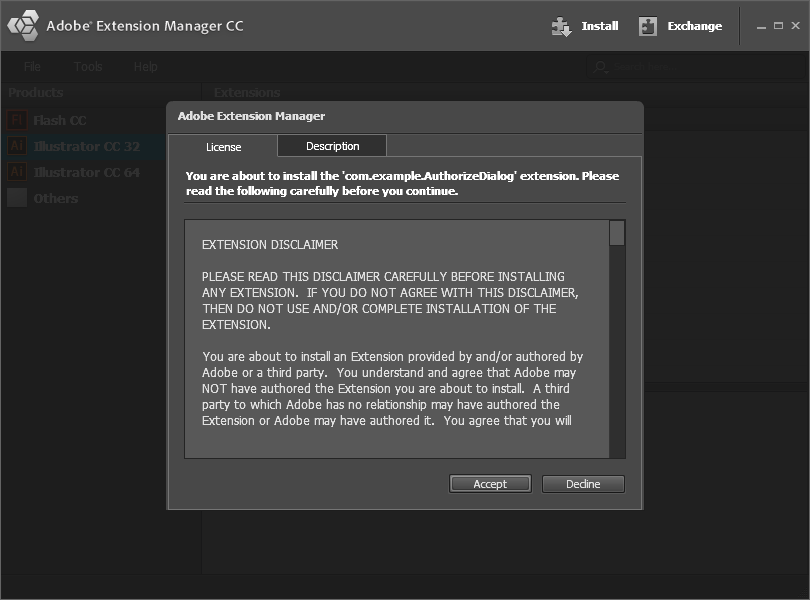 Adobe® Extension Manager CC
Install
Exchange
File Tools Help
Products
Extensions
Fl Flash CC
Ai Illustrator CC 32
Ai Illustrator CC 64
Others
Adobe Extension Manager
License
Description
You are about to install the 'com.example.AuthorizeDialog' extension. Please
read the following carefully before you continue.
EXTENSION DISCLAIMER
PLEASE READ THIS DISCLAIMER CAREFULLY BEFORE INSTALLING
ANY EXTENSION. IF YOU DO NOT AGREE WITH THIS DISCLAIMER,
THEN DO NOT USE AND/OR COMPLETE INSTALLATION OF THE
EXTENSION.
You are about to install an Extension provided by and/or authored by
Adobe or a third party. You understand and agree that Adobe may
NOT have authored the Extension you are about to install. A third
party to which Adobe has no relationship may have authored the
Extension or Adobe may have authored it. You agree that you will
Accept
Decline